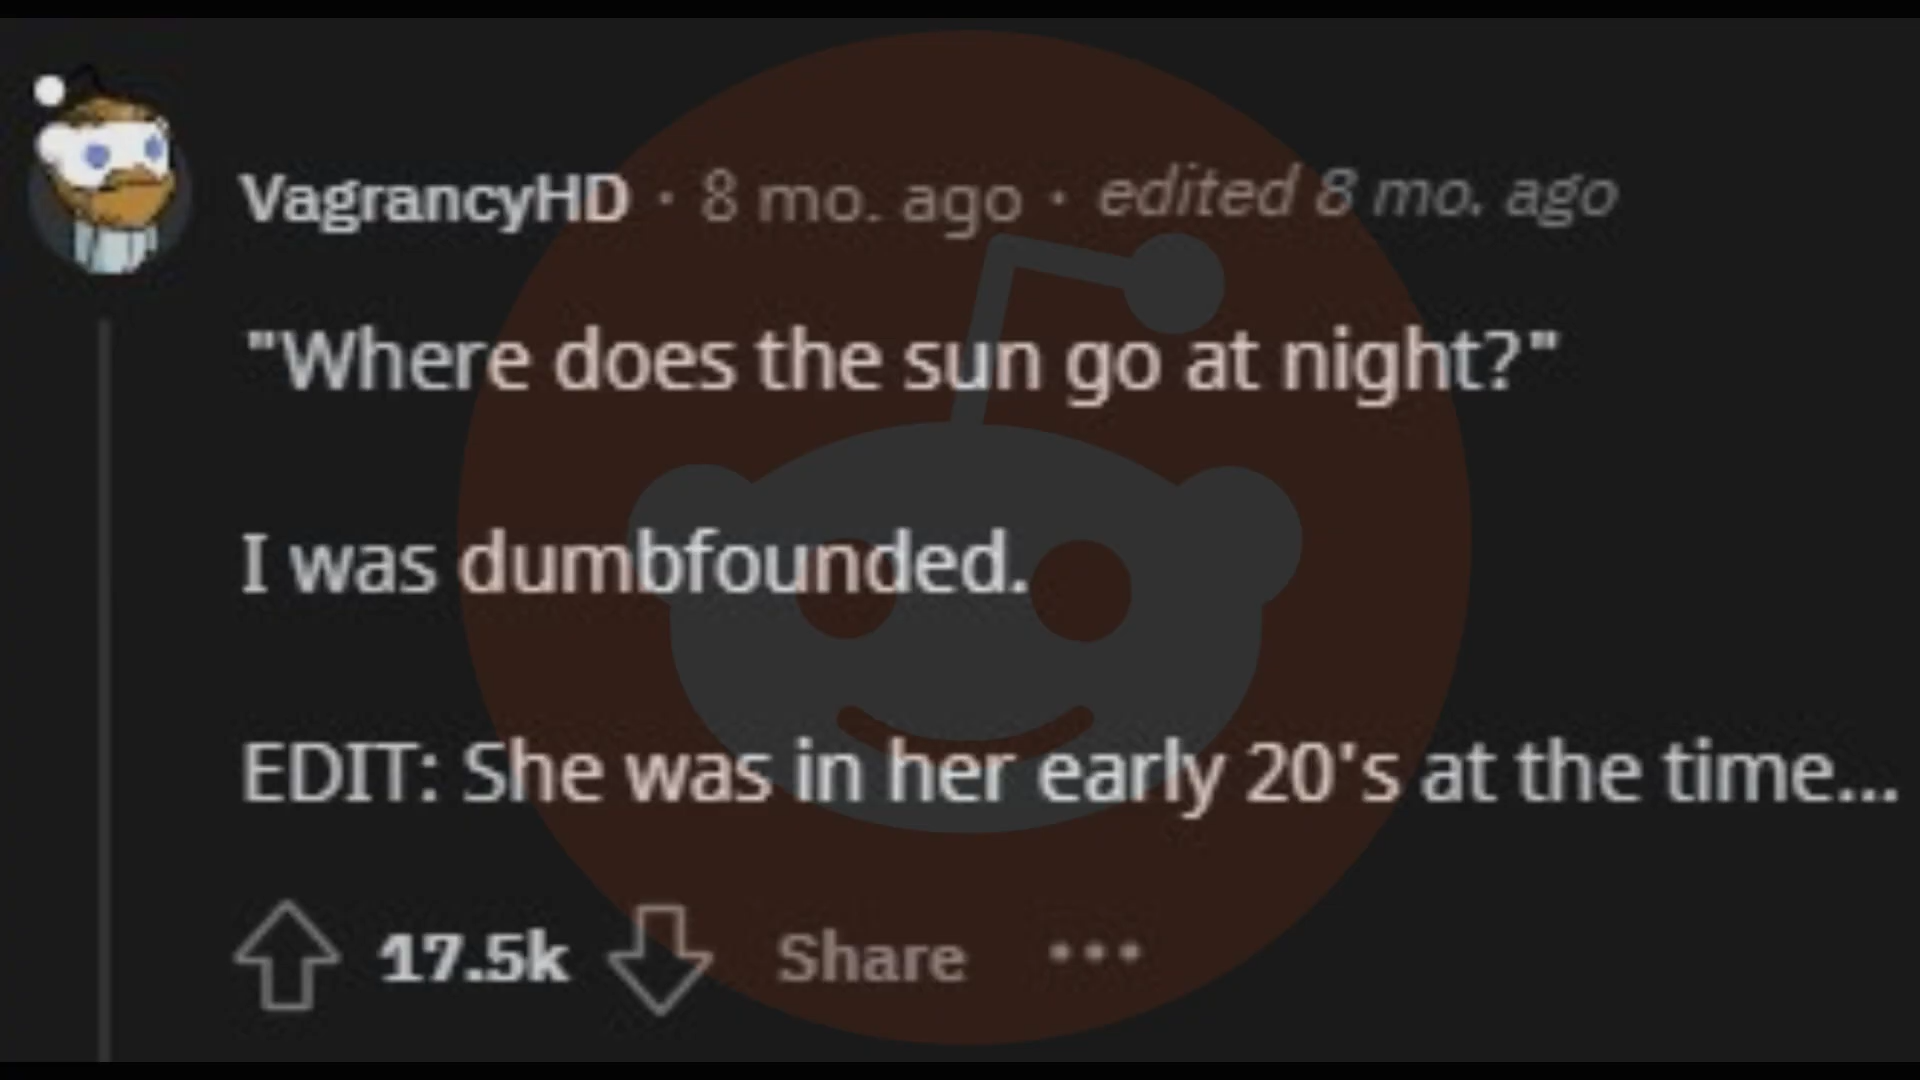 VagrancyHD · 8 mo. ago · edited 8 mo. ago
"Where does the sun go at night?"
I was dumbfounded.
EDIT: She was in her early 20's at the time...
17.5k Share ...